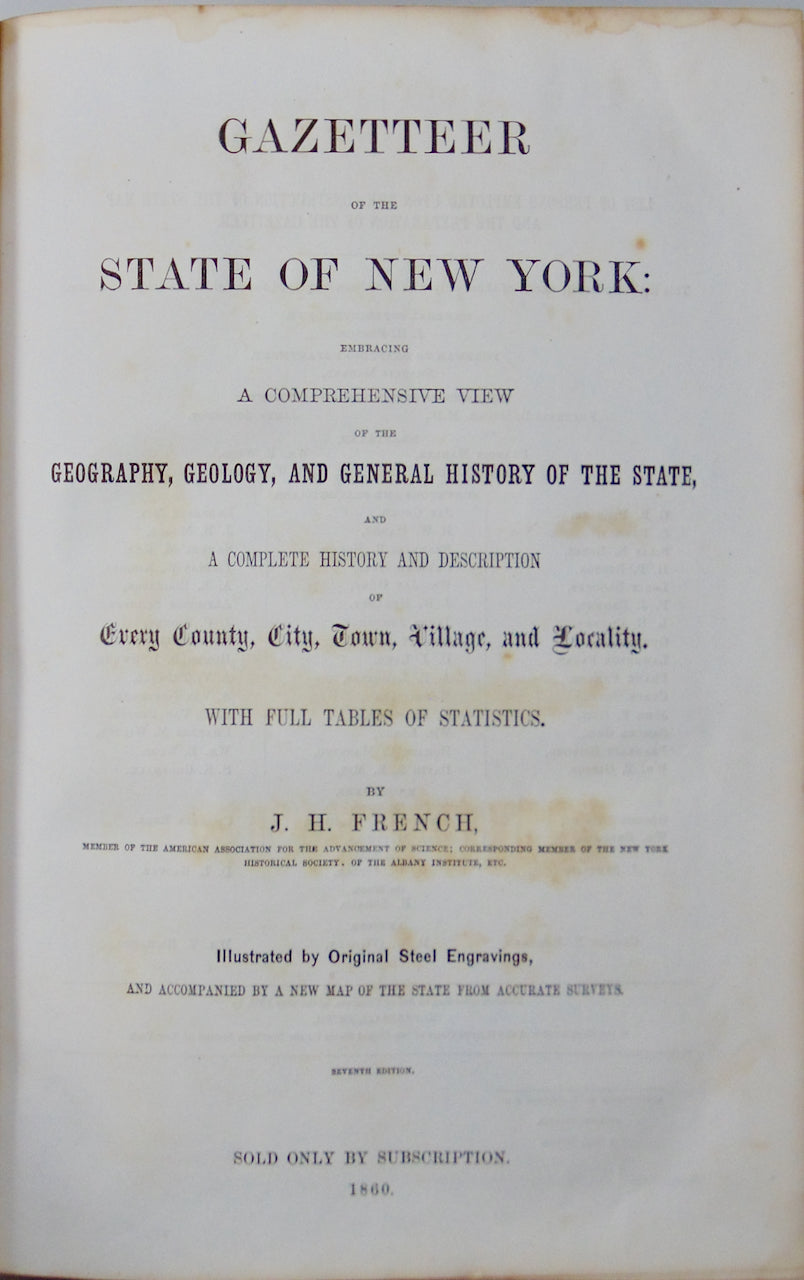 GAZETTEER
OF THE
STATE OF NEW YORK:
EMBRACING
A COMPREHENSIVE VIEW
OF THE
GEOGRAPHY, GEOLOGY, AND GENERAL HISTORY OF THE STATE,
AND
A COMPLETE HISTORY AND DESCRIPTION
OF
Every County, City, Town, Village, and Locality.
WITH FULL TABLES OF STATISTICS.
BY
J. H. FRENCH,
MEMBER OF THE AMERICAN ASSOCIATION FOR THE ADVANCEMENT OF SCIENCE; CORRESPONDING MEMBER OF THE NEW YORK
HISTORICAL SOCIETY, OF THE ALBANY INSTITUTE, ETC.
Illustrated by Original Steel Engravings,
AND ACCOMPANIED BY A NEW MAP OF THE STATE FROM ACCURATE SURVEYS.
SEVENTH EDITION.
SOLD ONLY BY SUBSCRIPTION.
1860.